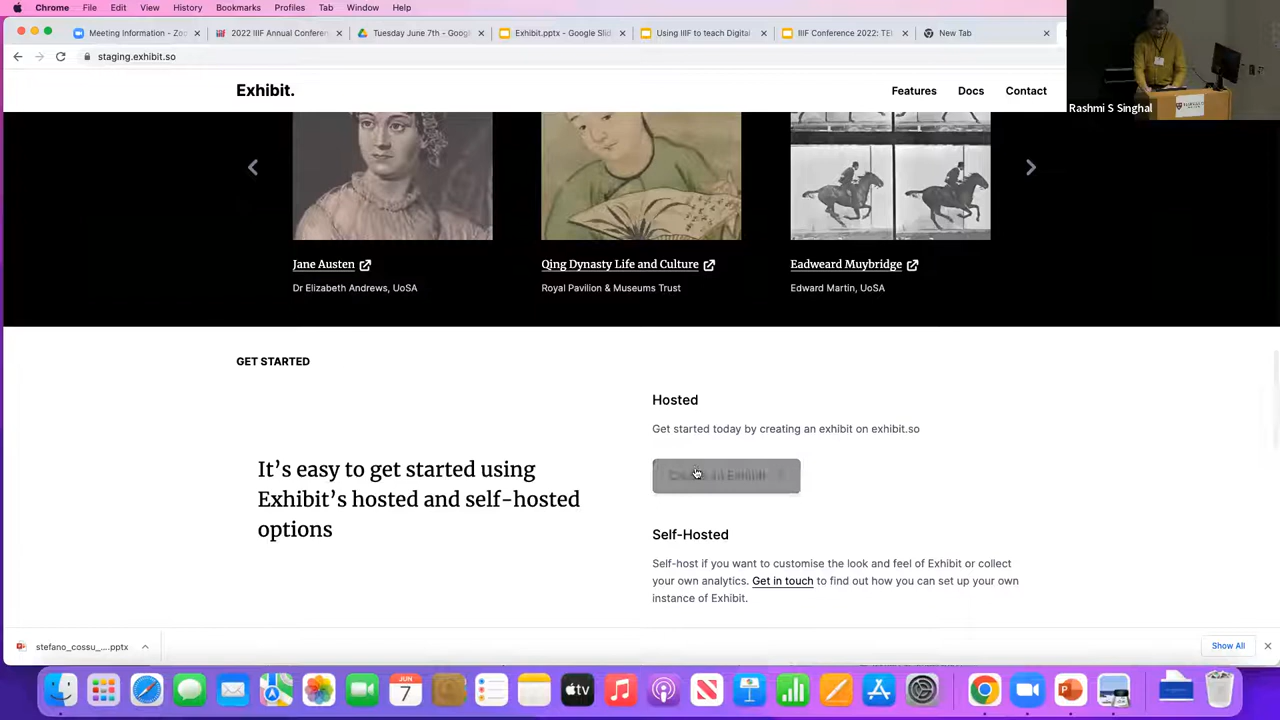 Chrome File Edit View History Bookmarks Profiles Tab Window Help
Meeting Information - Zo
2022 IIIF Annual Conferen
Tuesday June 7th - Googl
Exhibit.pptx - Google Slid
Using IIIF to teach Digital
IIIF Conference 2022: TEI
New Tab
staging.exhibit.so
Exhibit.
Features Docs Contact
Rashmi S Singhal
Jane Austen
Dr Elizabeth Andrews, UoSA
Qing Dynasty Life and Culture
Royal Pavilion & Museums Trust
Eadweard Muybridge
Edward Martin, UoSA
GET STARTED
It’s easy to get started using
Exhibit’s hosted and self-hosted
options
Hosted
Get started today by creating an exhibit on exhibit.so
Self-Hosted
Self-host if you want to customise the look and feel of Exhibit or collect
your own analytics. Get in touch to find out how you can set up your own
instance of Exhibit.
stefano_cossu_....pptx
Show All
JUN
7